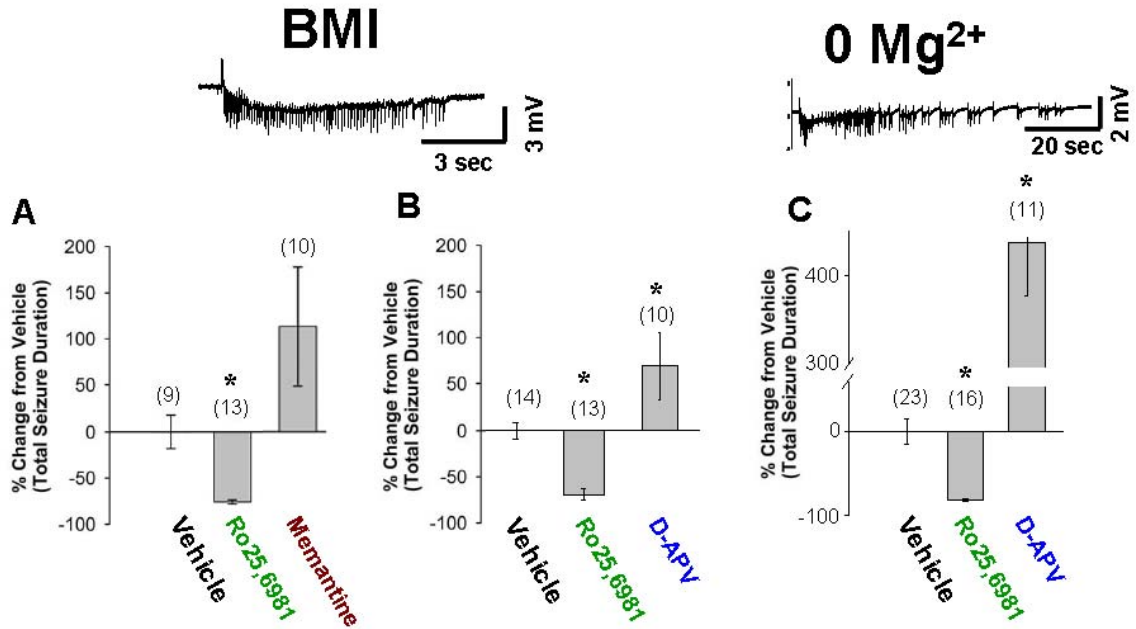 BMI
0 Mg2+
3 mV
3 sec
2 mV
20 sec
A
% Change from Vehicle
(Total Seizure Duration)
200
150
100
50
0
-50
-100
(9)
*
(13)
(10)
Vehicle
Ro25,6981
Memantine
B
% Change from Vehicle
(Total Seizure Duration)
200
150
100
50
0
-50
-100
(14)
*
(13)
*
(10)
Vehicle
Ro25,6981
D-APV
C
% Change from Vehicle
(Total Seizure Duration)
400
300
0
-100
(23)
*
(16)
*
(11)
Vehicle
Ro25,6981
D-APV